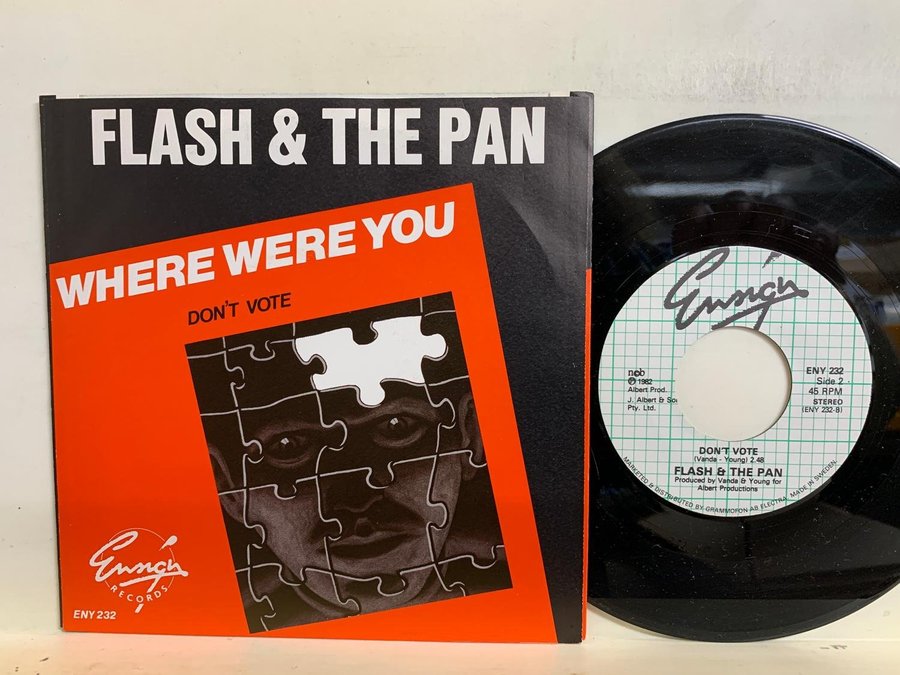 FLASH & THE PAN
WHERE WERE YOU
DON'T VOTE
Ensign
RECORDS
ENY 232
Ensign
ncb
℗ 1982
Albert Prod.
J. Albert & So
Pty. Ltd.
ENY 232
Side 2
45 RPM
STEREO
(ENY 232-B)
DON'T VOTE
(Vanda - Young) 2.48
FLASH & THE PAN
Produced by Vanda & Young for
Albert Productions
MARKETED & DISTRIBUTED BY GRAMMOFON AB ELECTRA. MADE IN SWEDEN.